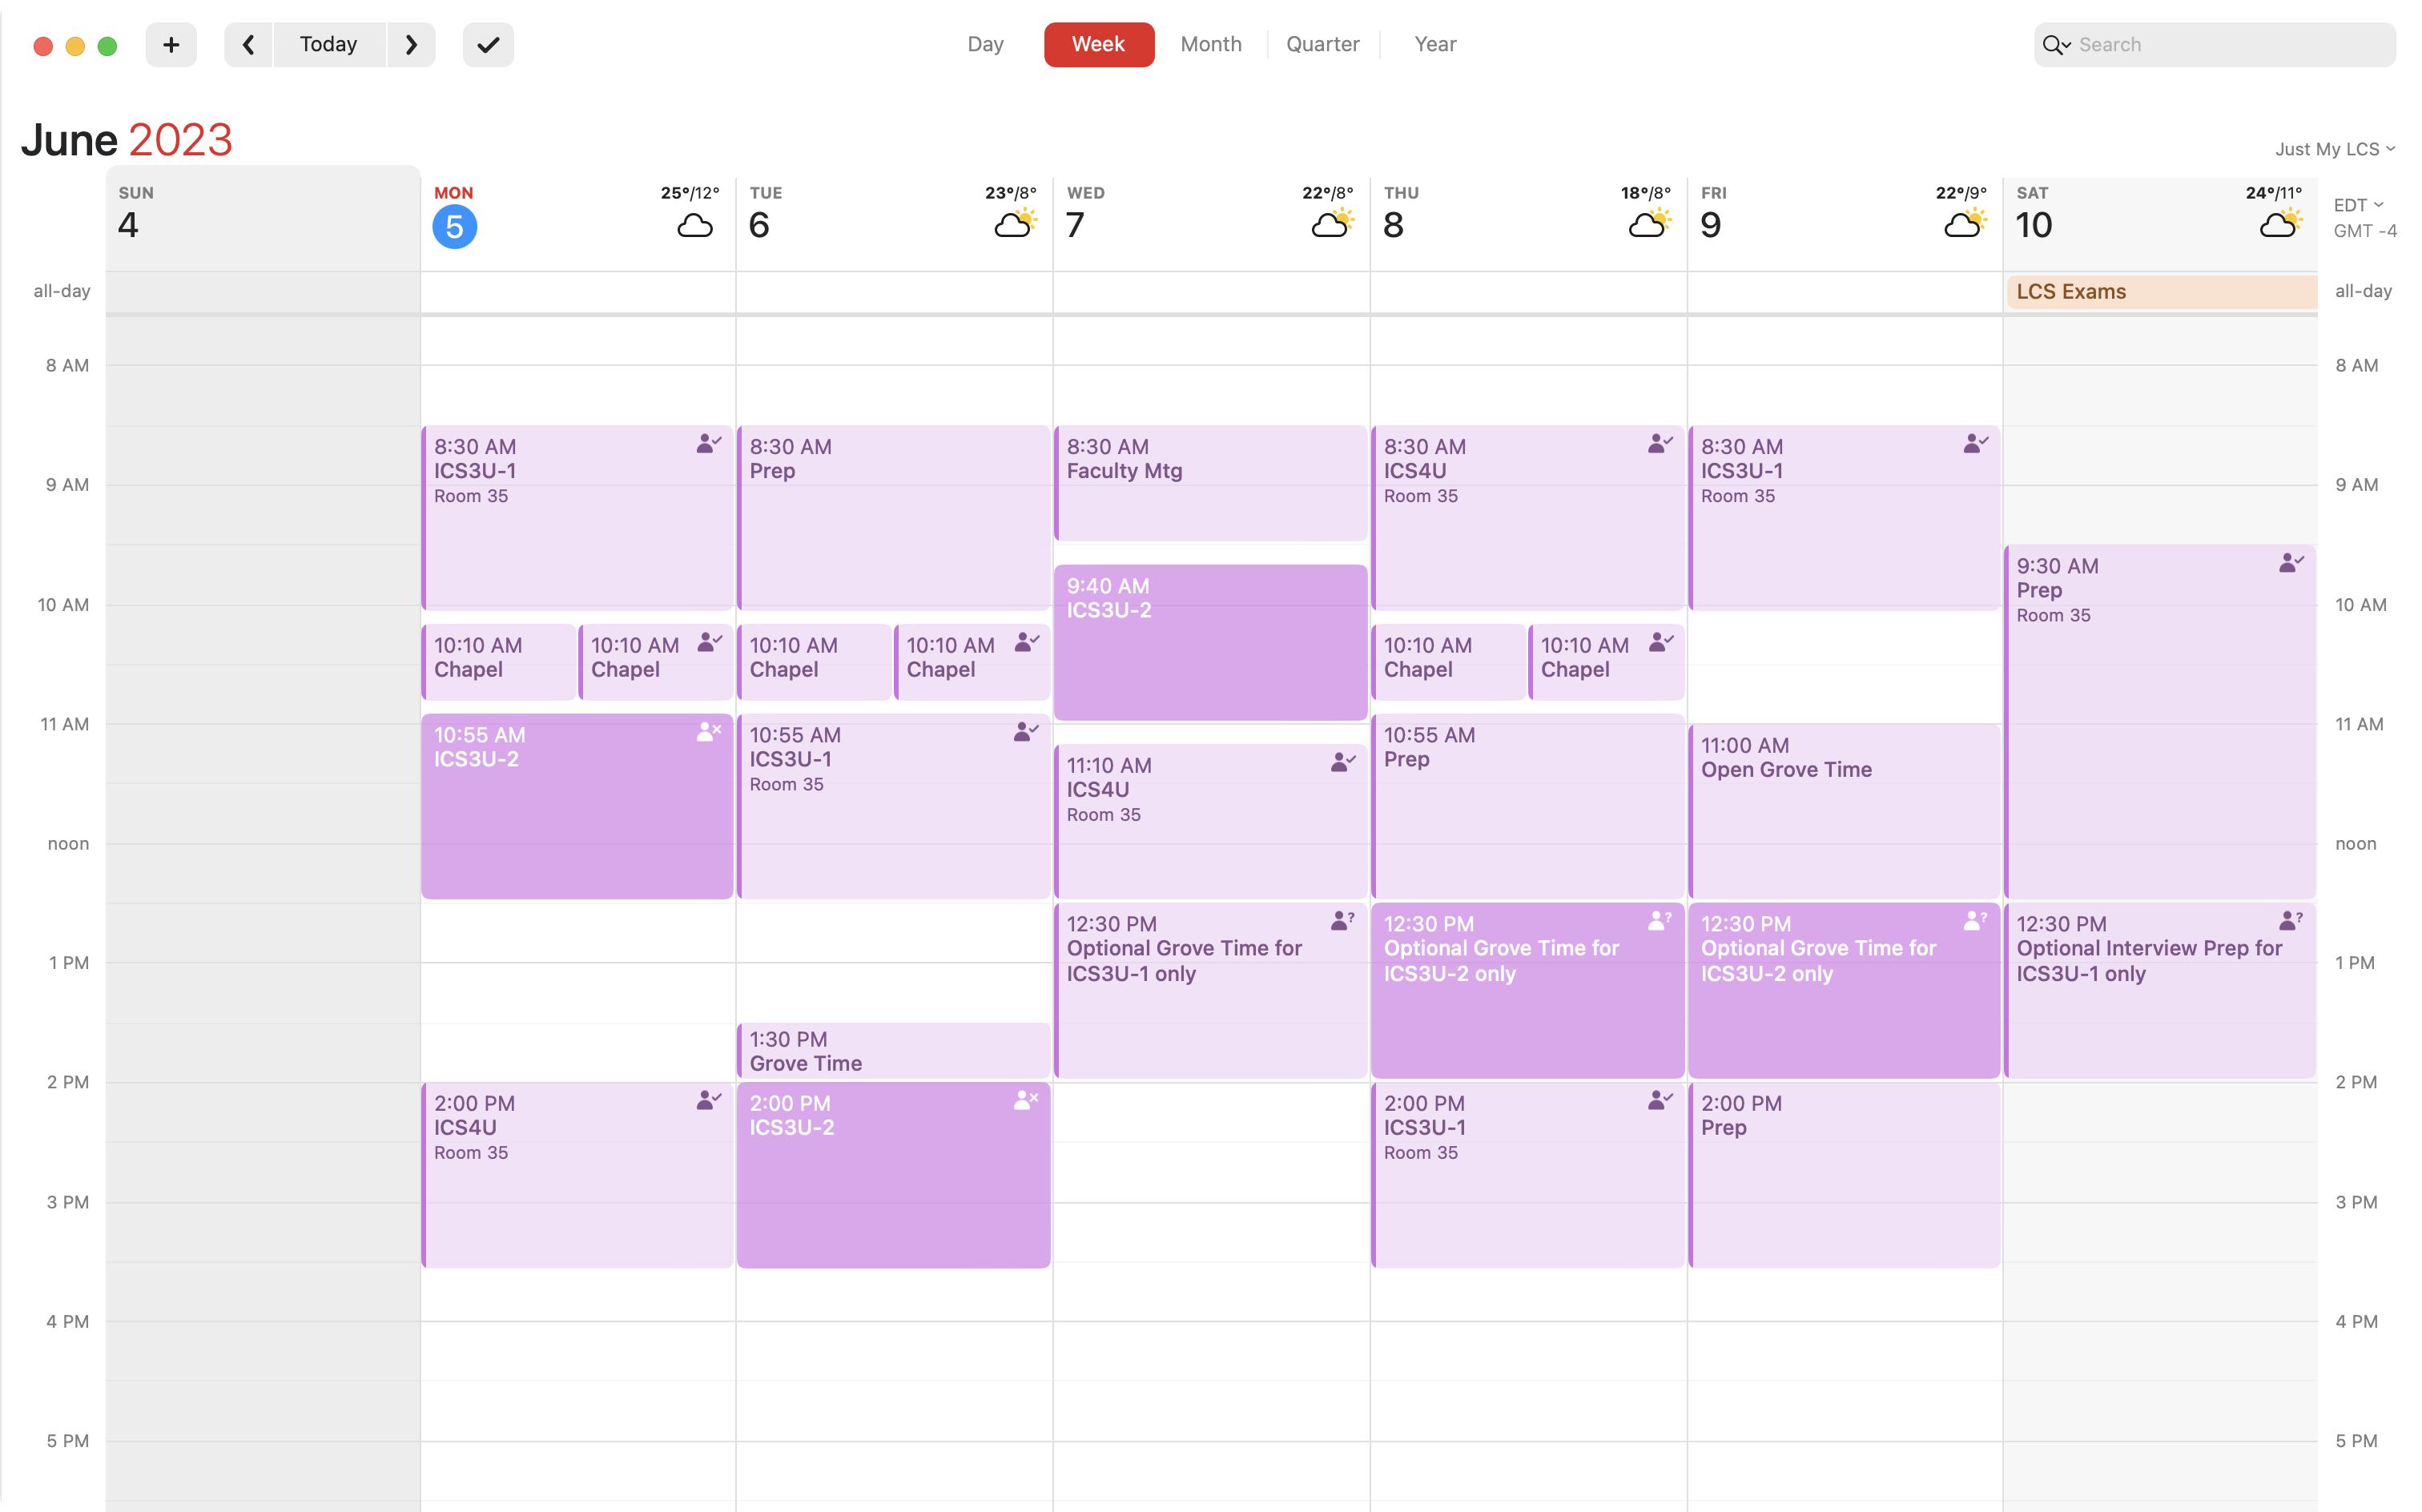 Today
Day
Week
Month
Quarter
Year
Search
June 2023
Just My LCS
SUN
4
MON
5
25°/12°
TUE
6
23°/8°
WED
7
22°/8°
THU
8
18°/8°
FRI
9
22°/9°
SAT
10
24°/11°
EDT
GMT -4
all-day
LCS Exams
all-day
8 AM
9 AM
10 AM
11 AM
noon
1 PM
2 PM
3 PM
4 PM
5 PM
8:30 AM
ICS3U-1
Room 35
10:10 AM
Chapel
10:10 AM
Chapel
10:55 AM
ICS3U-2
2:00 PM
ICS4U
Room 35
8:30 AM
Prep
10:10 AM
Chapel
10:10 AM
Chapel
10:55 AM
ICS3U-1
Room 35
1:30 PM
Grove Time
2:00 PM
ICS3U-2
8:30 AM
Faculty Mtg
9:40 AM
ICS3U-2
11:10 AM
ICS4U
Room 35
12:30 PM
Optional Grove Time for
ICS3U-1 only
8:30 AM
ICS4U
Room 35
10:10 AM
Chapel
10:10 AM
Chapel
10:55 AM
Prep
12:30 PM
Optional Grove Time for
ICS3U-2 only
2:00 PM
ICS3U-1
Room 35
8:30 AM
ICS3U-1
Room 35
11:00 AM
Open Grove Time
12:30 PM
Optional Grove Time for
ICS3U-2 only
2:00 PM
Prep
9:30 AM
Prep
Room 35
12:30 PM
Optional Interview Prep for
ICS3U-1 only
8 AM
9 AM
10 AM
11 AM
noon
1 PM
2 PM
3 PM
4 PM
5 PM